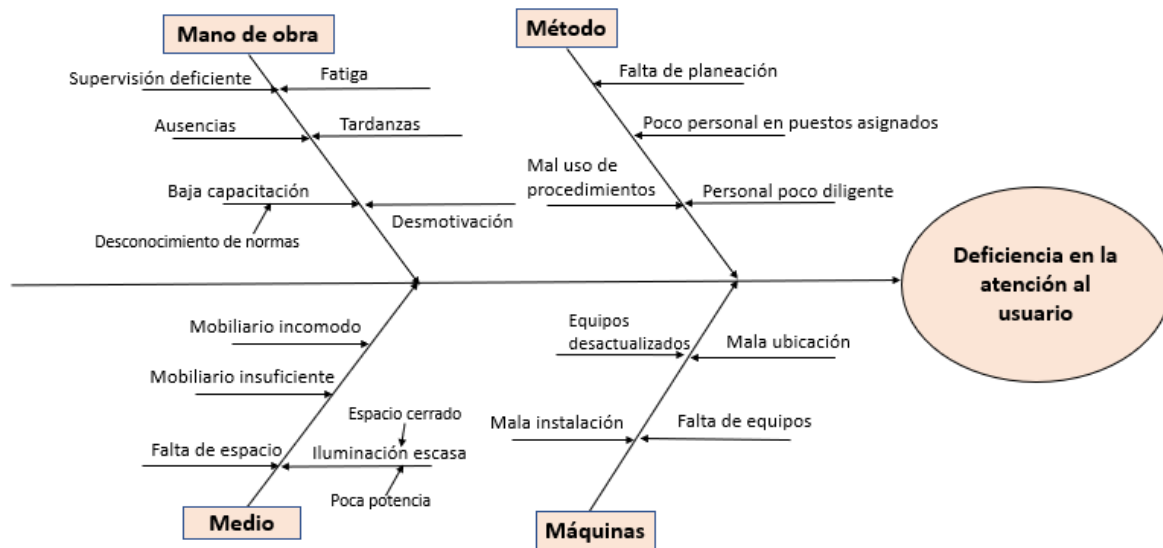 Mano de obra
Método
Supervisión deficiente
Fatiga
Falta de planeación
Ausencias
Tardanzas
Poco personal en puestos asignados
Baja capacitación
Mal uso de
procedimientos
Personal poco diligente
Desmotivación
Desconocimiento de normas
Deficiencia en la
atención al
usuario
Mobiliario incomodo
Equipos
desactualizados
Mala ubicación
Mobiliario insuficiente
Espacio cerrado
Mala instalación
Falta de equipos
Falta de espacio
Iluminación escasa
Poca potencia
Medio
Máquinas